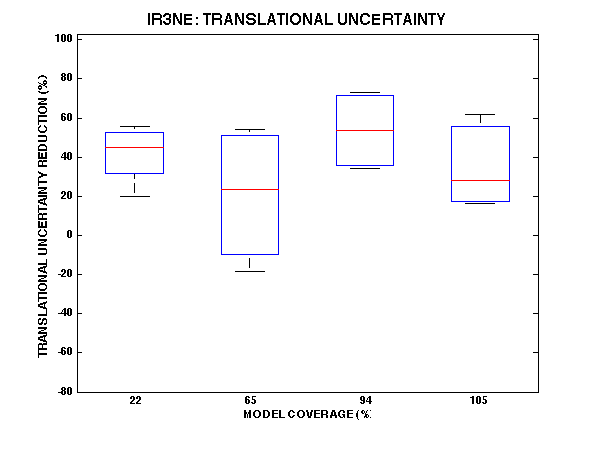 IR3NE: TRANSLATIONAL UNCERTAINTY
TRANSLATIONAL UNCERTAINTY REDUCTION (%)
100
80
60
40
20
0
-20
-40
-60
-80
22 65 94 105
MODEL COVERAGE (%